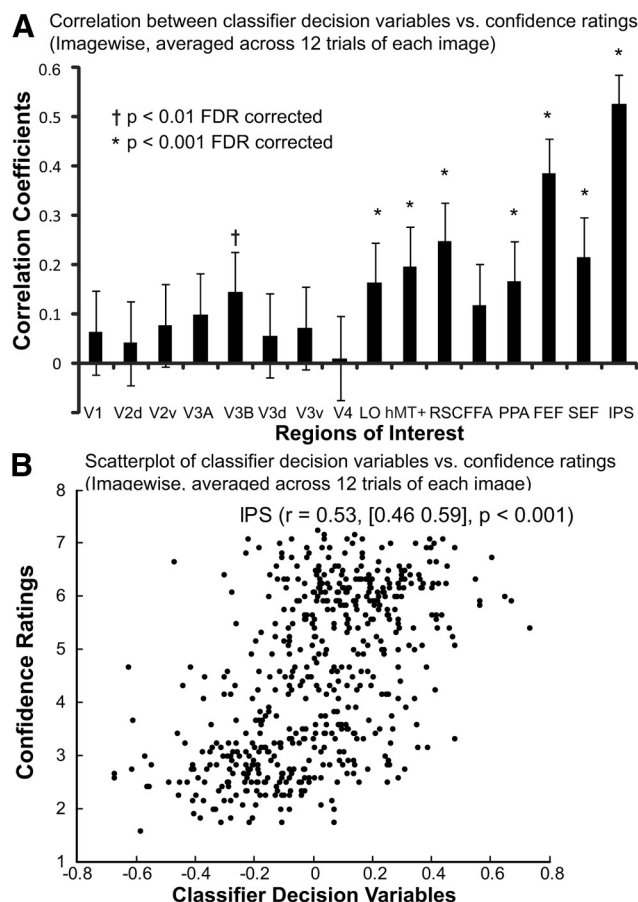 A Correlation between classifier decision variables vs. confidence ratings
(Imagewise, averaged across 12 trials of each image)
0.6
0.5
0.4
0.3
0.2
0.1
0
Correlation Coefficients
† p < 0.01 FDR corrected
* p < 0.001 FDR corrected
†
*
*
*
*
*
*
*
V1 V2d V2v V3A V3B V3d V3v V4 LO hMT+ RSC FFA PPA FEF SEF IPS
Regions of Interest
B Scatterplot of classifier decision variables vs. confidence ratings
(Imagewise, averaged across 12 trials of each image)
IPS (r = 0.53, [0.46 0.59], p < 0.001)
8
7
6
5
4
3
2
1
Confidence Ratings
-0.8 -0.6 -0.4 -0.2 0 0.2 0.4 0.6 0.8
Classifier Decision Variables